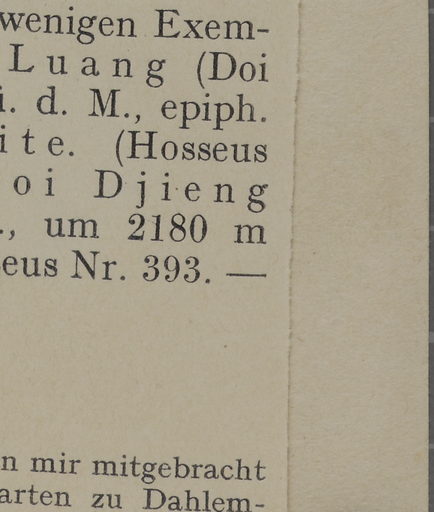 wenigen Exem-
Luang (Doi
i. d. M., epiph.
ite. (Hosseus
oi Djieng
., um 2180 m
eus Nr. 393. —
n mir mitgebracht
arten zu Dahlem-